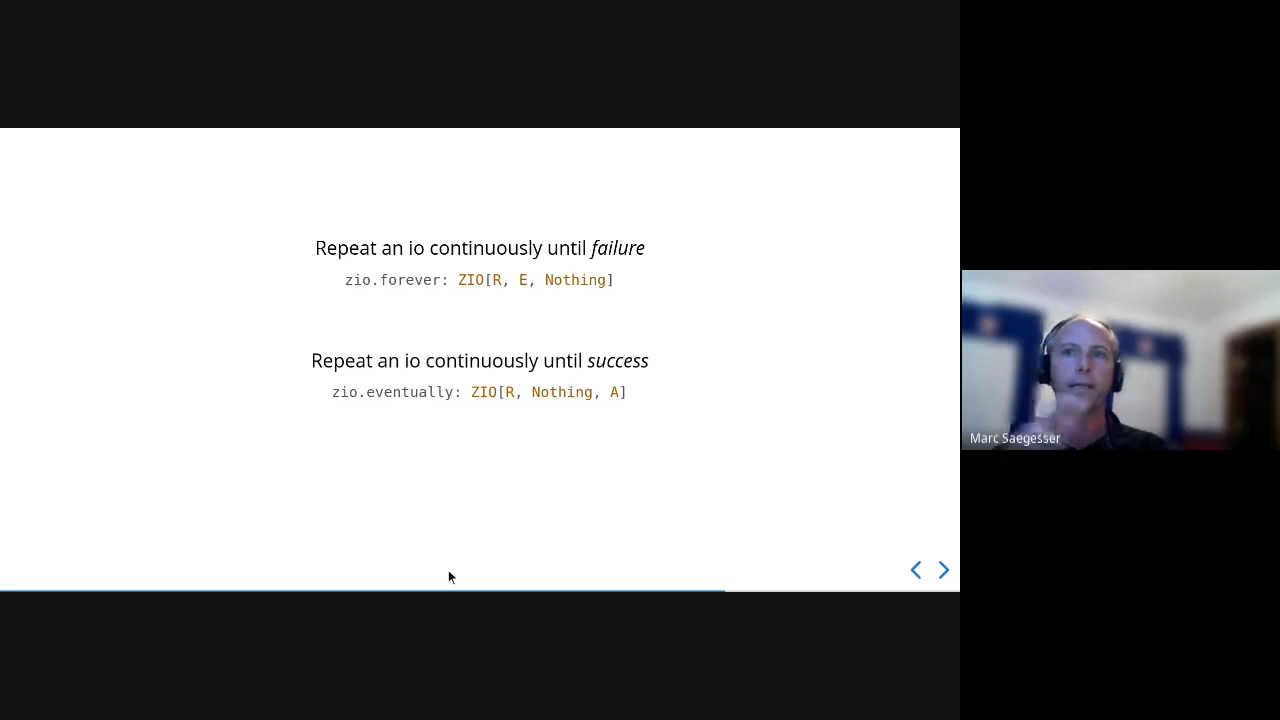 Repeat an io continuously until failure
zio.forever: ZIO[R, E, Nothing]
Repeat an io continuously until success
zio.eventually: ZIO[R, Nothing, A]
Marc Saegesser